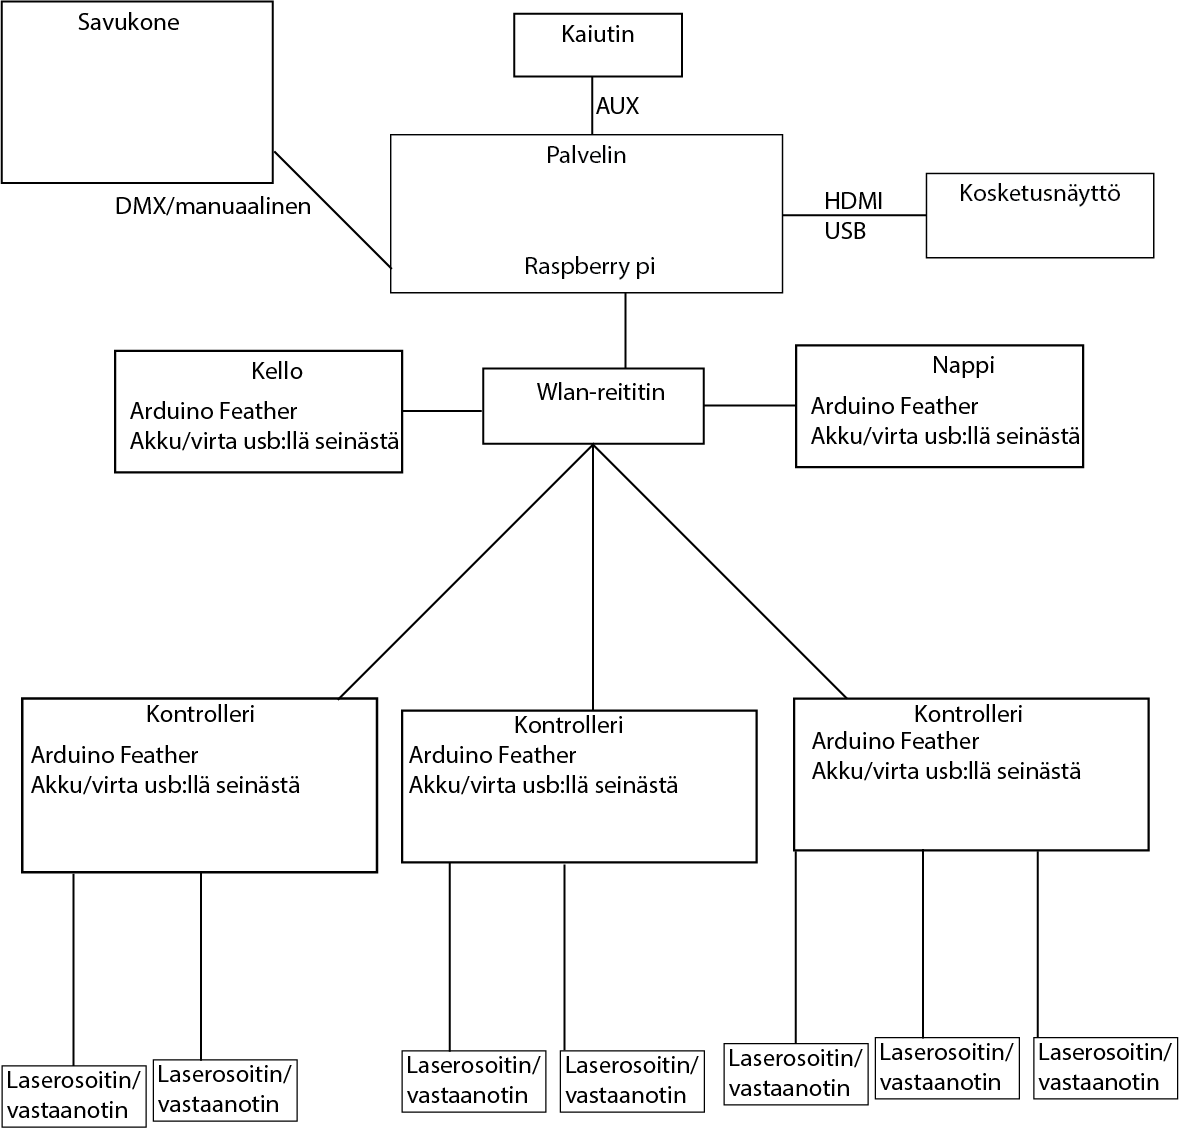 Savukone
Kaiutin
AUX
Palvelin
Raspberry pi
DMX/manuaalinen
HDMI
USB
Kosketusnäyttö
Kello
Arduino Feather
Akku/virta usb:llä seinästä
Wlan-reititin
Nappi
Arduino Feather
Akku/virta usb:llä seinästä
Kontrolleri
Arduino Feather
Akku/virta usb:llä seinästä
Kontrolleri
Arduino Feather
Akku/virta usb:llä seinästä
Kontrolleri
Arduino Feather
Akku/virta usb:llä seinästä
Laserosoitin/
vastaanotin
Laserosoitin/
vastaanotin
Laserosoitin/
vastaanotin
Laserosoitin/
vastaanotin
Laserosoitin/
vastaanotin
Laserosoitin/
vastaanotin
Laserosoitin/
vastaanotin